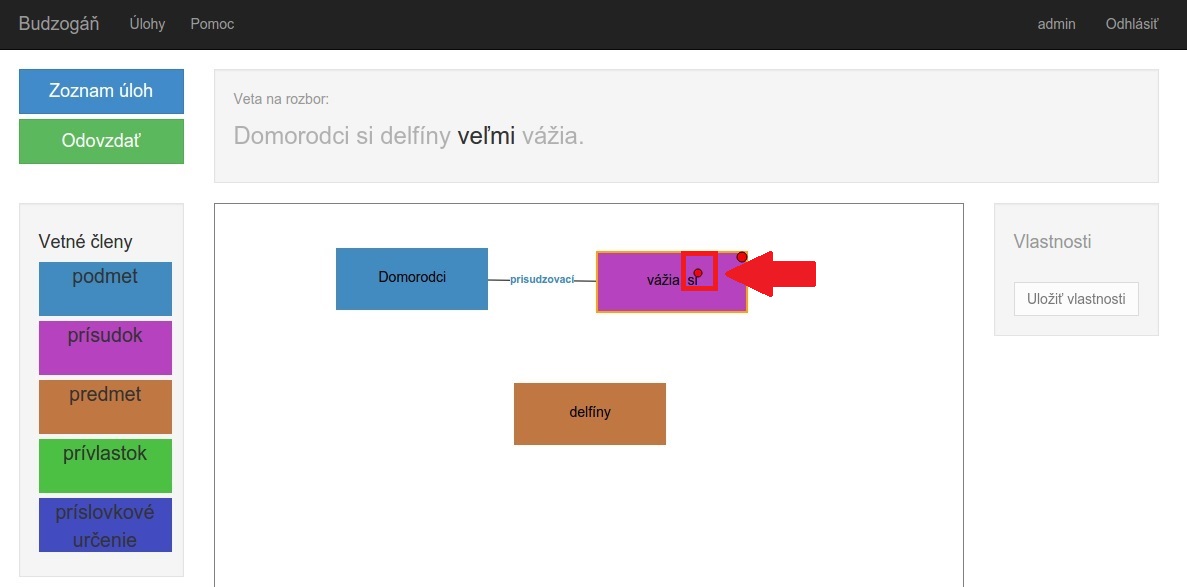 Budzogáň Úlohy Pomoc admin Odhlásiť
Zoznam úloh
Odovzdať
Veta na rozbor:
Domorodci si delfíny veľmi vážia.
Vetné členy
podmet
prísudok
predmet
prívlastok
príslovkové
určenie
Domorodci
prisudzovací
vážia si
delfíny
Vlastnosti
Uložiť vlastnosti